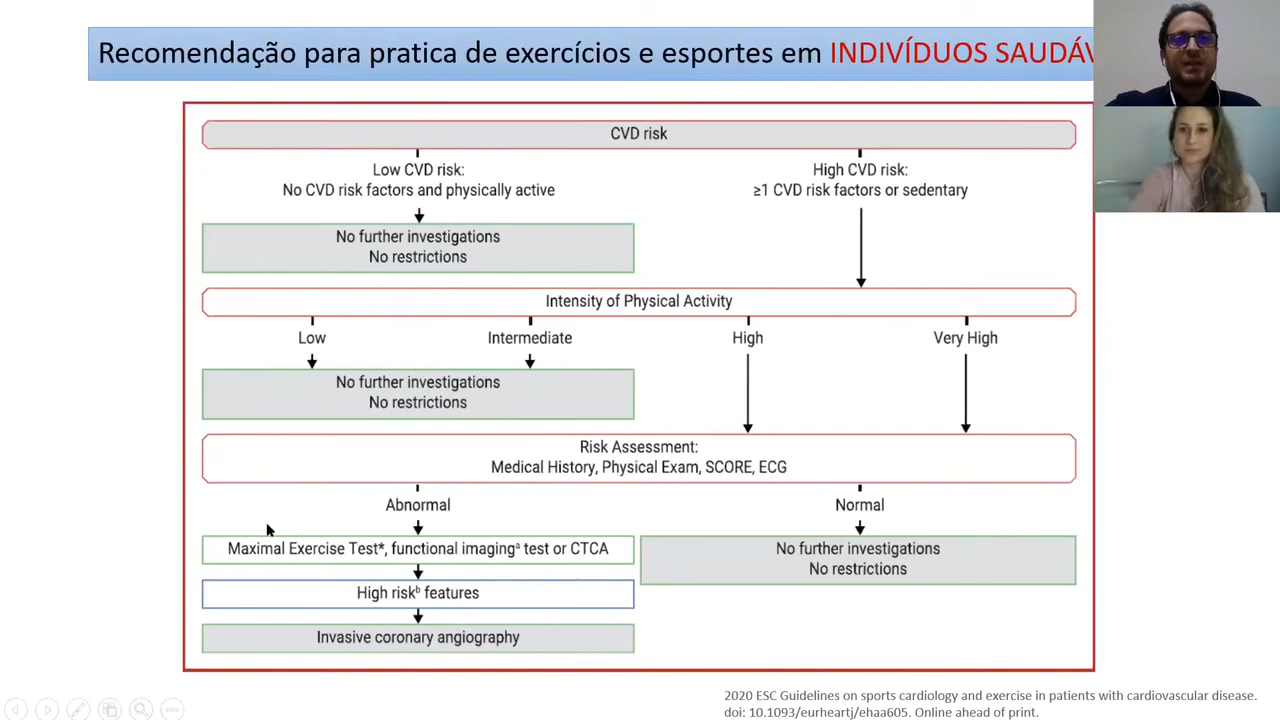 Recomendação para pratica de exercícios e esportes em INDIVÍDUOS
CVD risk
Low CVD risk:
No CVD risk factors and physically active
High CVD risk:
≥1 CVD risk factors or sedentary
No further investigations
No restrictions
Intensity of Physical Activity
Low
Intermediate
High
Very High
No further investigations
No restrictions
Risk Assessment:
Medical History, Physical Exam, SCORE, ECG
Abnormal
Normal
Maximal Exercise Test*, functional imagingᵃ test or CTCA
No further investigations
No restrictions
High riskᵇ features
Invasive coronary angiography
2020 ESC Guidelines on sports cardiology and exercise in patients with cardiovascular disease.
doi: 10.1093/eurheartj/ehaa605. Online ahead of print.